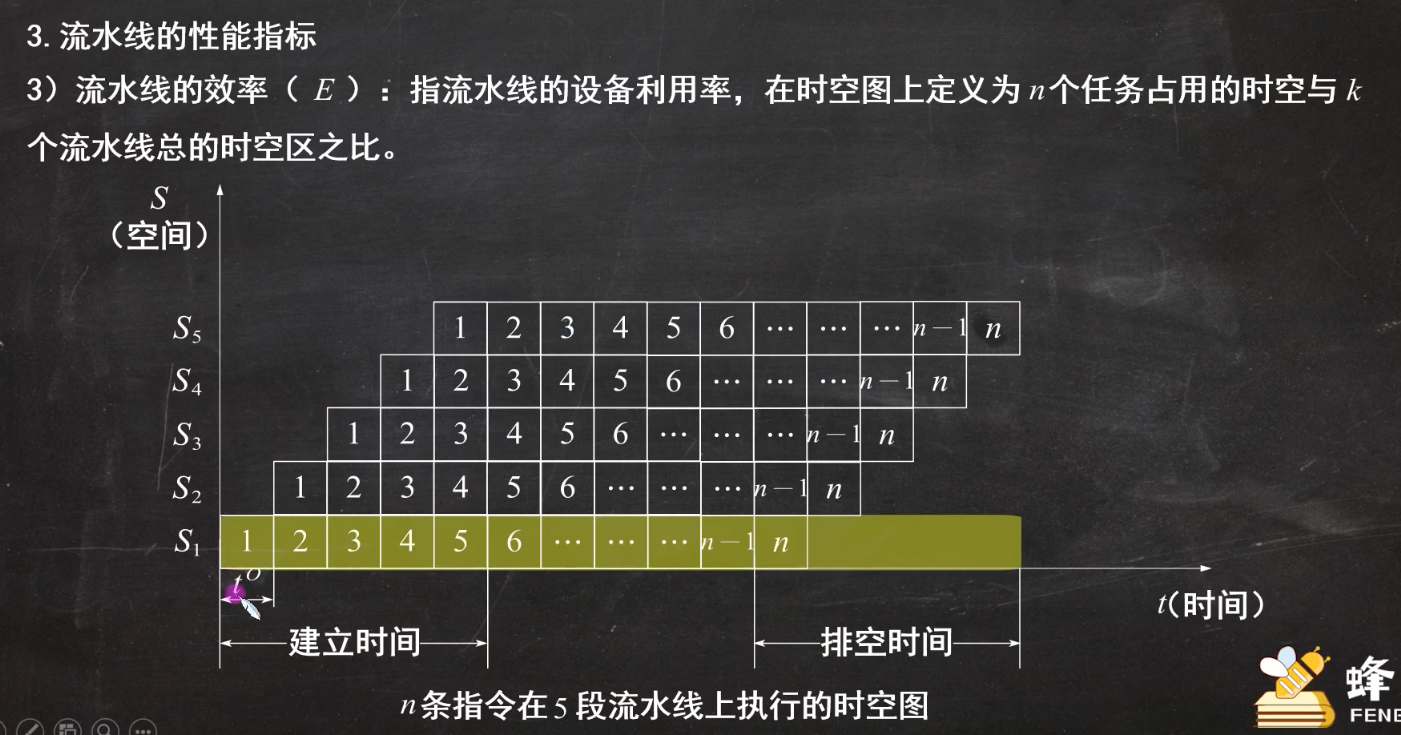 3. 流水线的性能指标
3）流水线的效率（ E ）：指流水线的设备利用率，在时空图上定义为 n 个任务占用的时空与 k
个流水线总的时空区之比。
S
（空间）
S₅ 1 2 3 4 5 6 … … … n－1 n
S₄ 1 2 3 4 5 6 … … … n－1 n
S₃ 1 2 3 4 5 6 … … … n－1 n
S₂ 1 2 3 4 5 6 … … … n－1 n
S₁ 1 2 3 4 5 6 … … … n－1 n
t(时间)
建立时间 排空时间
n 条指令在 5 段流水线上执行的时空图
蜂